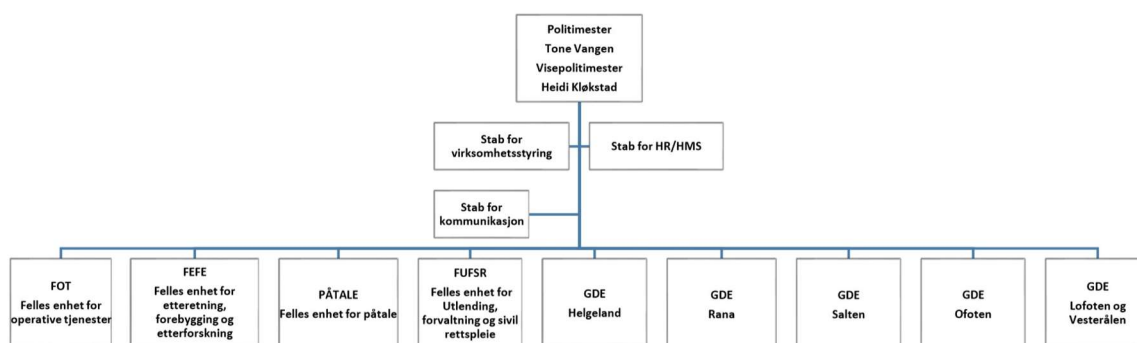 Politimester
Tone Vangen
Visepolitimester
Heidi Kløkstad
Stab for
virksomhetsstyring
Stab for HR/HMS
Stab for
kommunikasjon
FOT
Felles enhet for
operative tjenester
FEFE
Felles enhet for
etteretning,
forebygging og
etterforskning
PÅTALE
Felles enhet for påtale
FUFSR
Felles enhet for
Utlending,
forvaltning og sivil
rettspleie
GDE
Helgeland
GDE
Rana
GDE
Salten
GDE
Ofoten
GDE
Lofoten og
Vesterålen